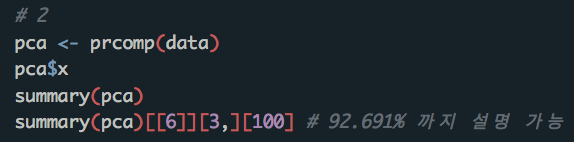 # 2
pca <- prcomp(data)
pca$x
summary(pca)
summary(pca)[[6]][3,][100] # 92.691% 까지 설명 가능